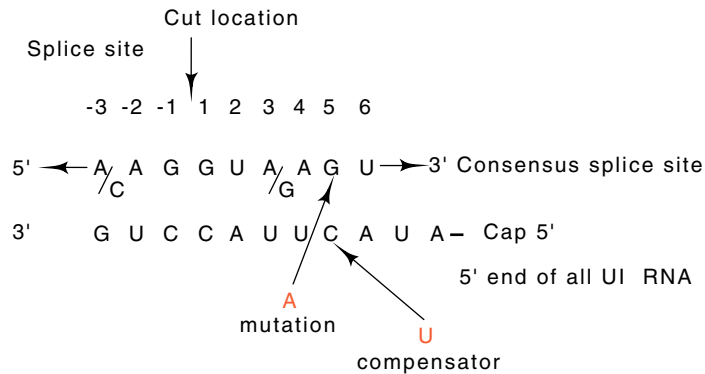 Cut location
Splice site
-3 -2 -1 1 2 3 4 5 6
5' A/C A G G U A/G A G U 3' Consensus splice site
3' G U C C A U U C A U A – Cap 5'
5' end of all UI RNA
A
mutation
U
compensator